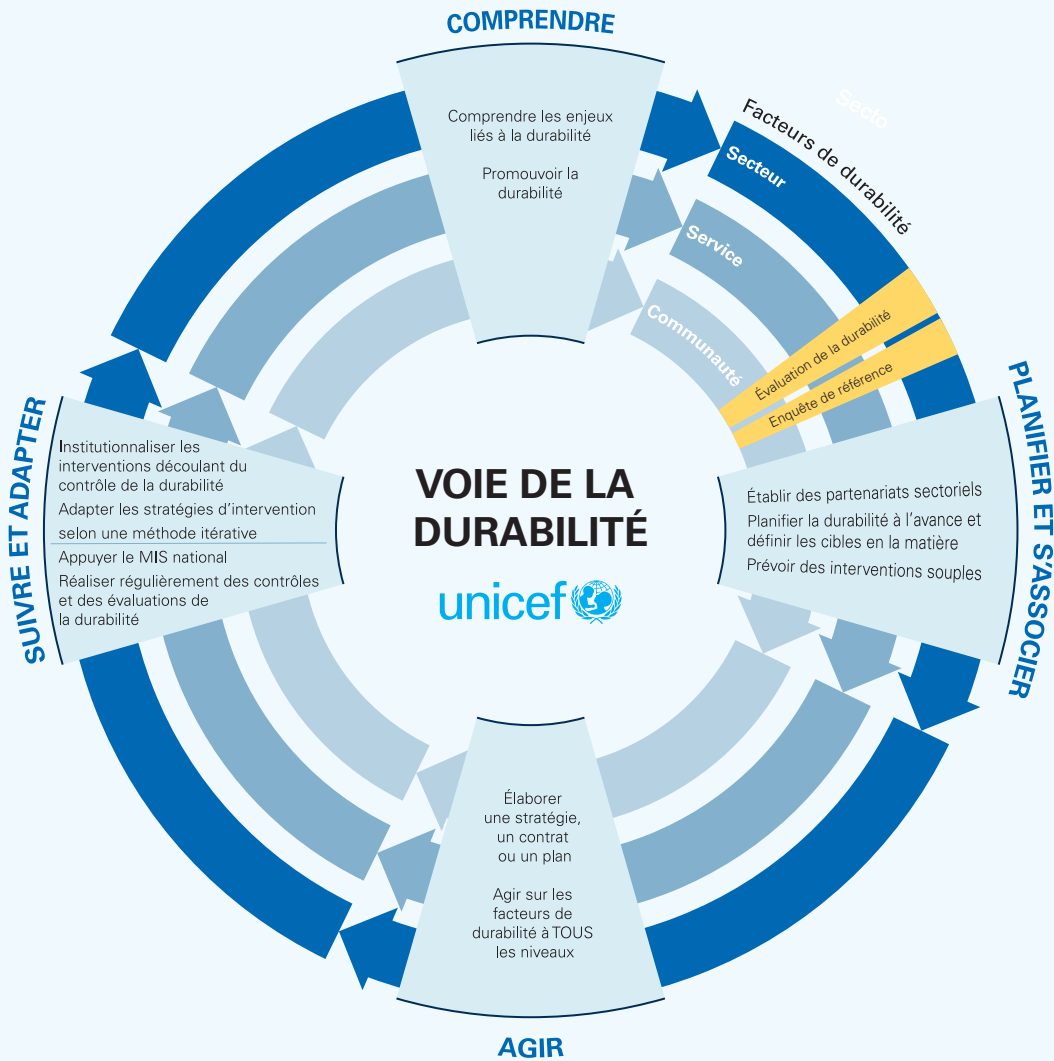 COMPRENDRE
Comprendre les enjeux
liés à la durabilité
Promouvoir la
durabilité
Secto
Facteurs de durabilité
Secteur
Service
Communauté
Évaluation de la durabilité
Enquête de référence
PLANIFIER ET S'ASSOCIER
Établir des partenariats sectoriels
Planifier la durabilité à l’avance et
définir les cibles en la matière
Prévoir des interventions souples
VOIE DE LA
DURABILITÉ
unicef
SUIVRE ET ADAPTER
Institutionnaliser les
interventions découlant du
contrôle de la durabilité
Adapter les stratégies d’intervention
selon une méthode itérative
Appuyer le MIS national
Réaliser régulièrement des contrôles
et des évaluations de
la durabilité
Élaborer
une stratégie,
un contrat
ou un plan
Agir sur les
facteurs de
durabilité à TOUS
les niveaux
AGIR